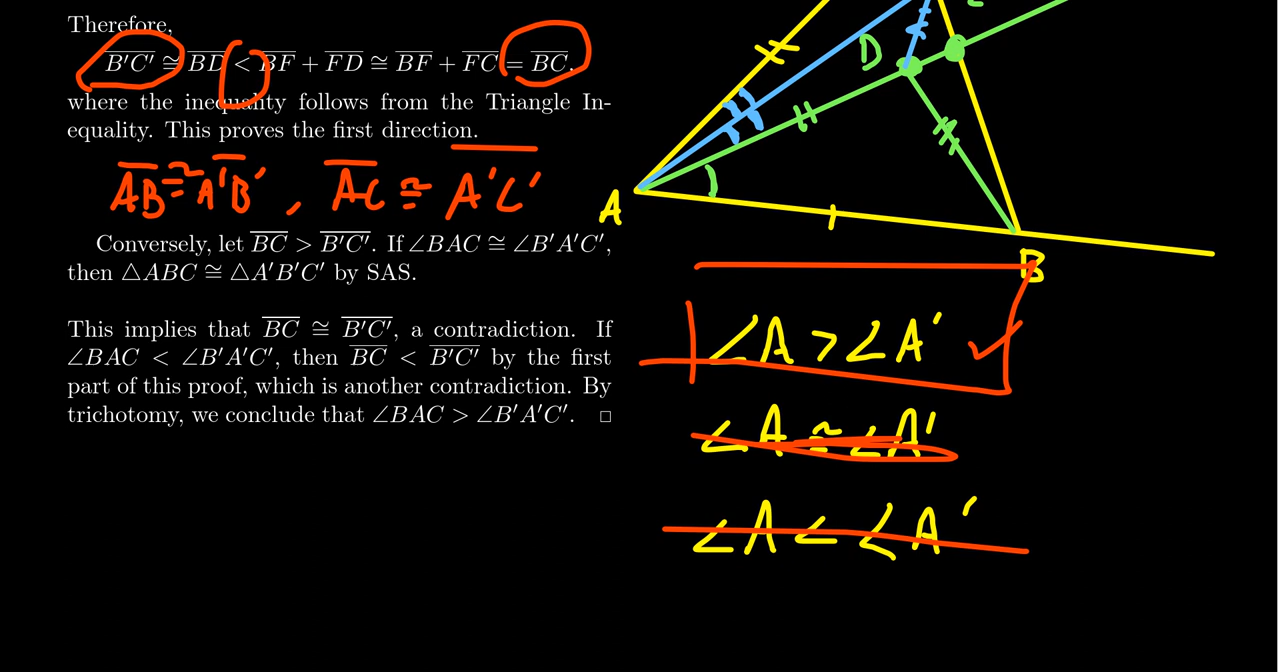 Therefore,
B′C′ ≅ BD < BF + FD ≅ BF + FC = BC,
where the inequality follows from the Triangle In-
equality. This proves the first direction.
AB ≅ A'B', AC ≅ A'C'
Conversely, let BC > B′C′. If ∠BAC ≅ ∠B′A′C′,
then △ABC ≅ △A′B′C′ by SAS.
This implies that BC ≅ B′C′, a contradiction. If
∠BAC < ∠B′A′C′, then BC < B′C′ by the first
part of this proof, which is another contradiction. By
trichotomy, we conclude that ∠BAC > ∠B′A′C′. □
D
A
B
∠A > ∠A'
∠A ≅ ∠A'
∠A < ∠A'